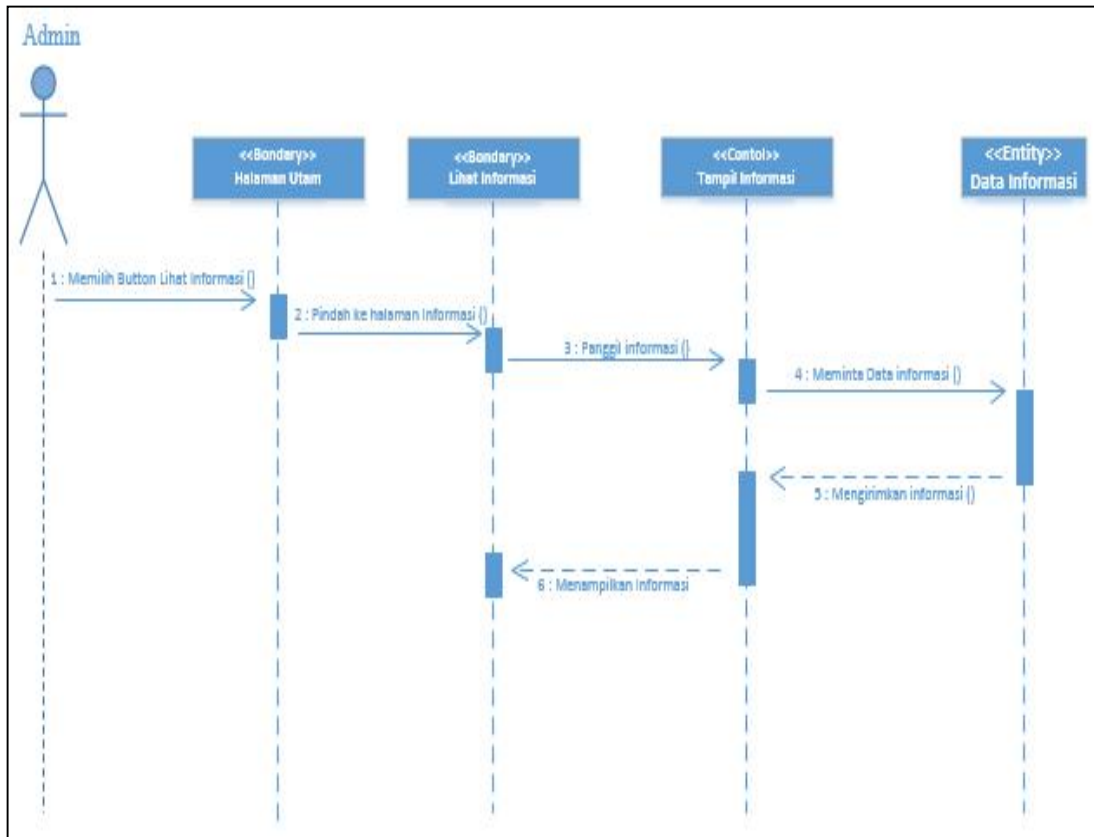 Admin
<<Bondary>>
Halaman Utam
<<Bondary>>
Lihat Informasi
<<Contol>>
Tampil Informasi
<<Entity>>
Data Informasi
1 : Memilih Button Lihat Informasi ()
2 : Pindah ke halaman Informasi ()
3 : Panggil informasi ()
4 : Meminta Data informasi ()
5 : Mengirimkan informasi ()
6 : Menampilkan Informasi